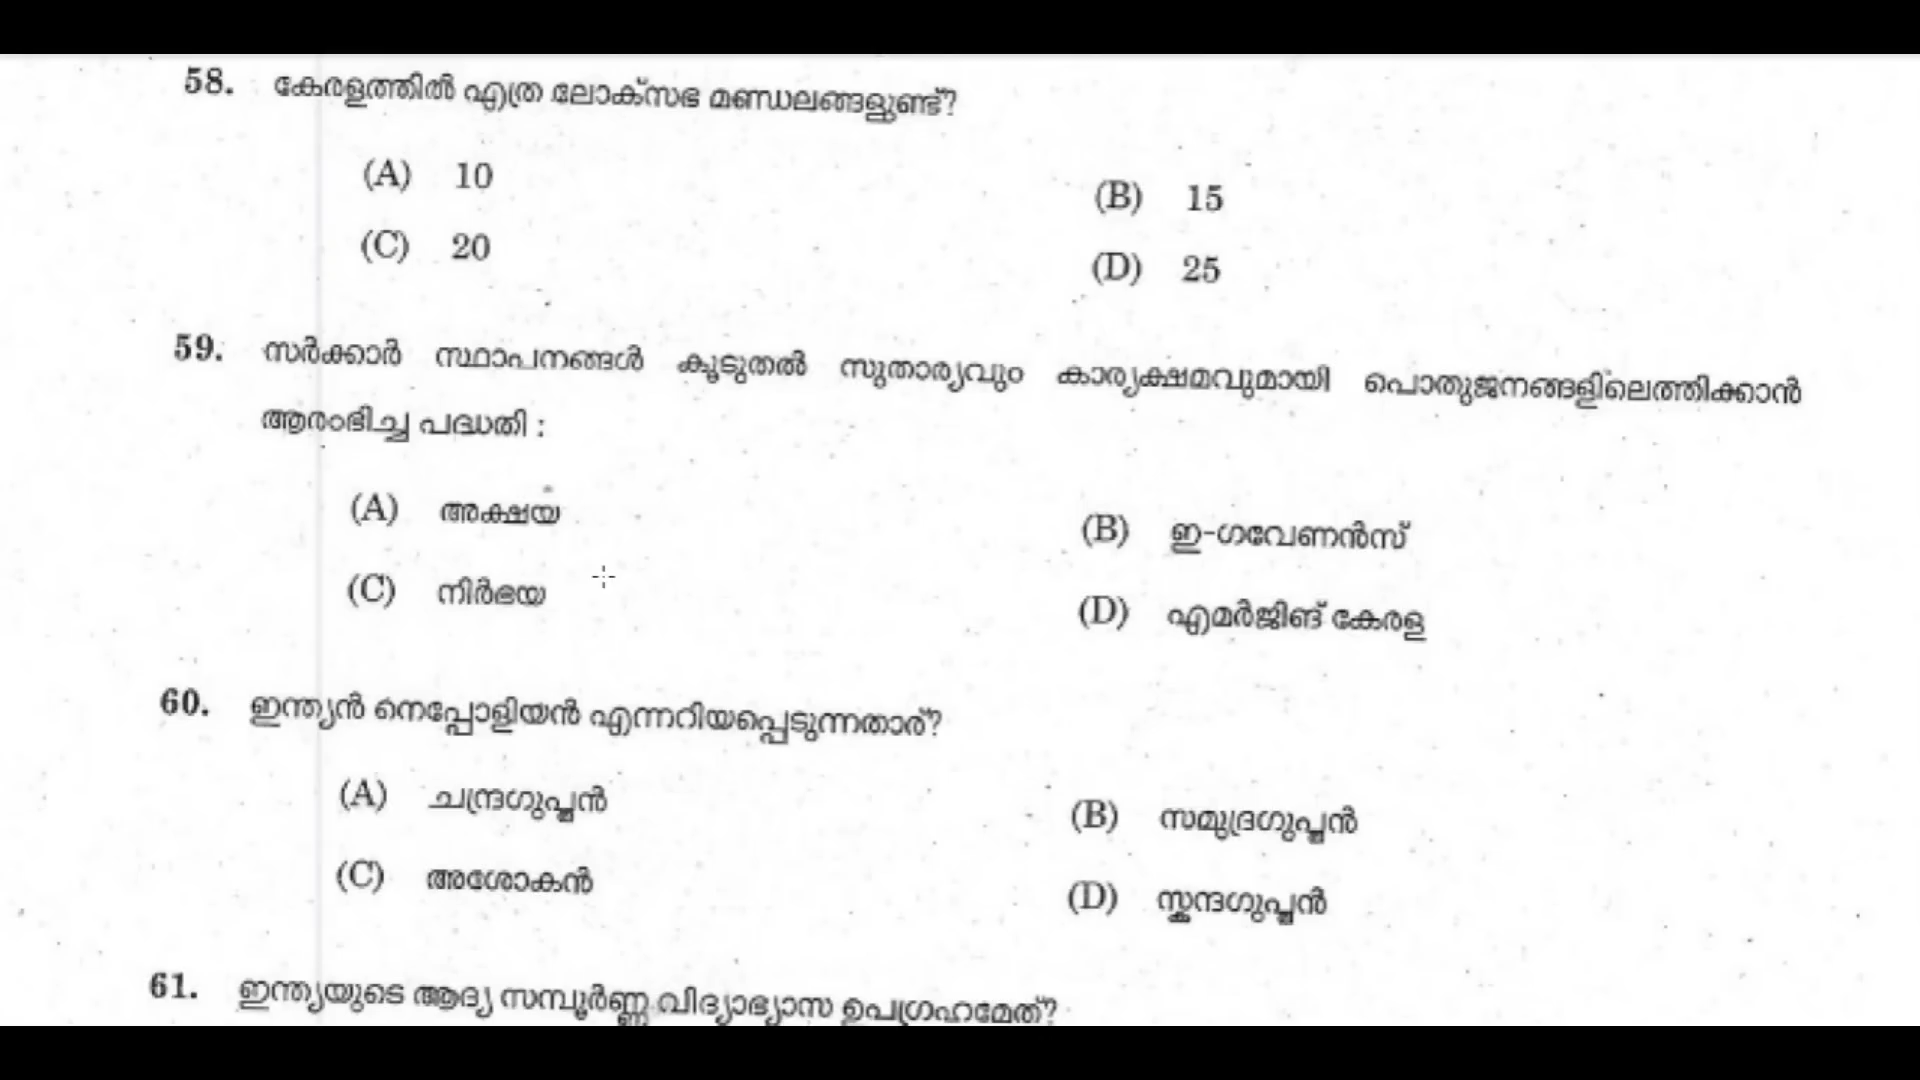 58. കേരളത്തിൽ എത്ര ലോക്സഭ മണ്ഡലങ്ങളുണ്ട്?
(A) 10
(B) 15
(C) 20
(D) 25
59. സർക്കാർ സ്ഥാപനങ്ങൾ കൂടുതൽ സുതാര്യവും കാര്യക്ഷമവുമായി പൊതുജനങ്ങളിലെത്തിക്കാൻ
ആരംഭിച്ച പദ്ധതി :
(A) അക്ഷയ
(B) ഇ-ഗവേണൻസ്
(C) നിർഭയ
(D) എമർജിങ് കേരള
60. ഇന്ത്യൻ നെപ്പോളിയൻ എന്നറിയപ്പെടുന്നതാര്?
(A) ചന്ദ്രഗുപ്തൻ
(B) സമുദ്രഗുപ്തൻ
(C) അശോകൻ
(D) സ്കന്ദഗുപ്തൻ
61. ഇന്ത്യയുടെ ആദ്യ സമ്പൂർണ്ണ വിദ്യാഭ്യാസ ഉപഗ്രഹമേത്?